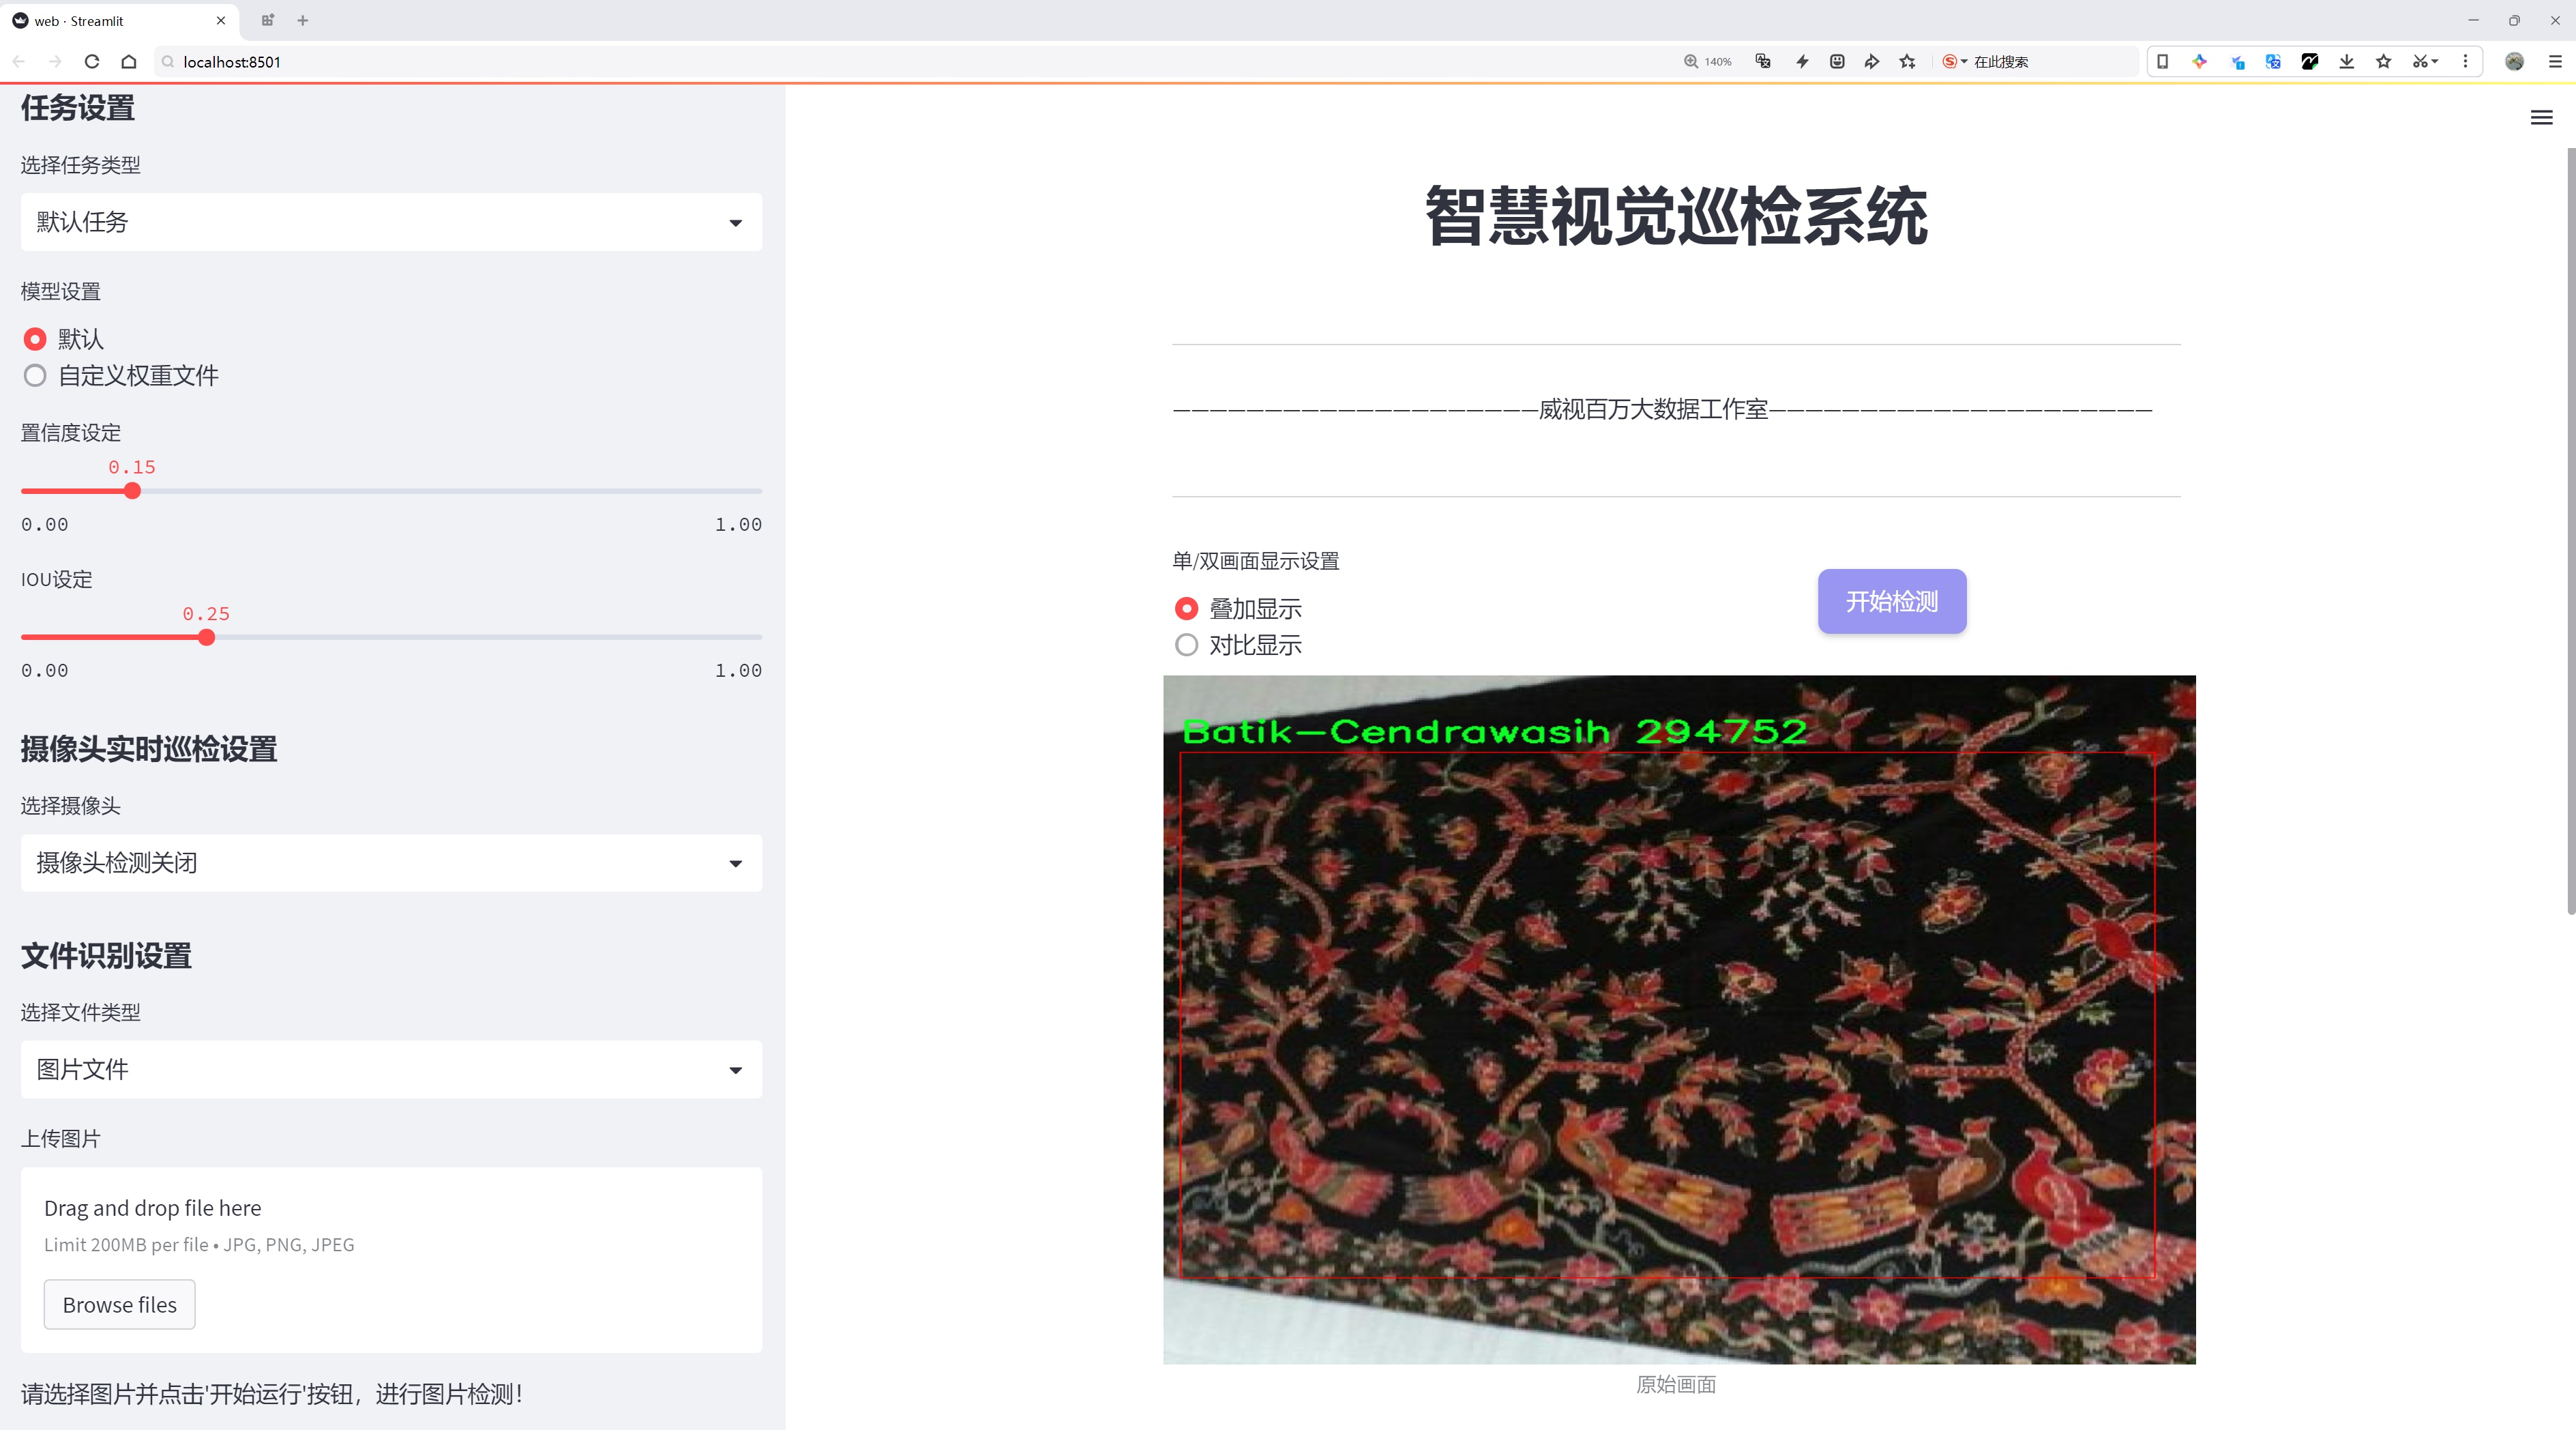 web · Streamlit
localhost:8501
140%
在此搜索
任务设置
选择任务类型
默认任务
模型设置
默认
自定义权重文件
置信度设定
0.15
0.00 1.00
IOU设定
0.25
0.00 1.00
摄像头实时巡检设置
选择摄像头
摄像头检测关闭
文件识别设置
选择文件类型
图片文件
上传图片
Drag and drop file here
Limit 200MB per file • JPG, PNG, JPEG
Browse files
请选择图片并点击'开始运行'按钮，进行图片检测！
智慧视觉巡检系统
————————————————————威视百万大数据工作室—————————————————————
单/双画面显示设置
叠加显示
对比显示
开始检测
Batik-Cendrawasih 294752
原始画面